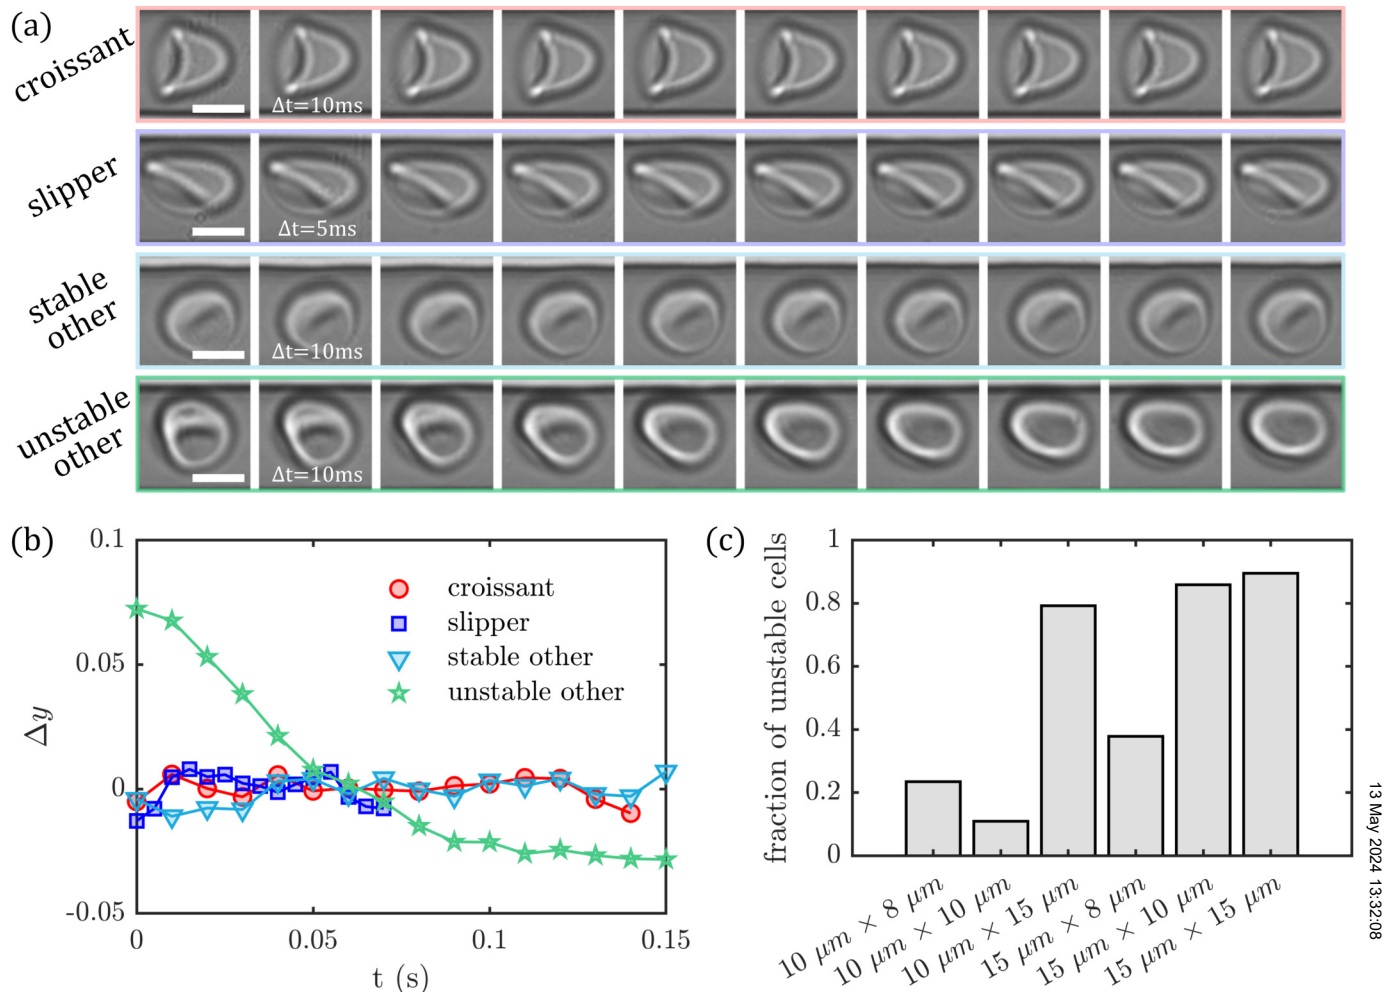 (a)
croissant
Δt=10ms
slipper
Δt=5ms
stable
other
Δt=10ms
unstable
other
Δt=10ms
(b)
0.1
0.05
0
-0.05
Δy
croissant
slipper
stable other
unstable other
0 0.05 0.1 0.15
t (s)
(c)
1
0.8
0.6
0.4
0.2
0
fraction of unstable cells
10 μm × 8 μm
10 μm × 10 μm
10 μm × 15 μm
15 μm × 8 μm
15 μm × 10 μm
15 μm × 15 μm
13 May 2024 13:32:08